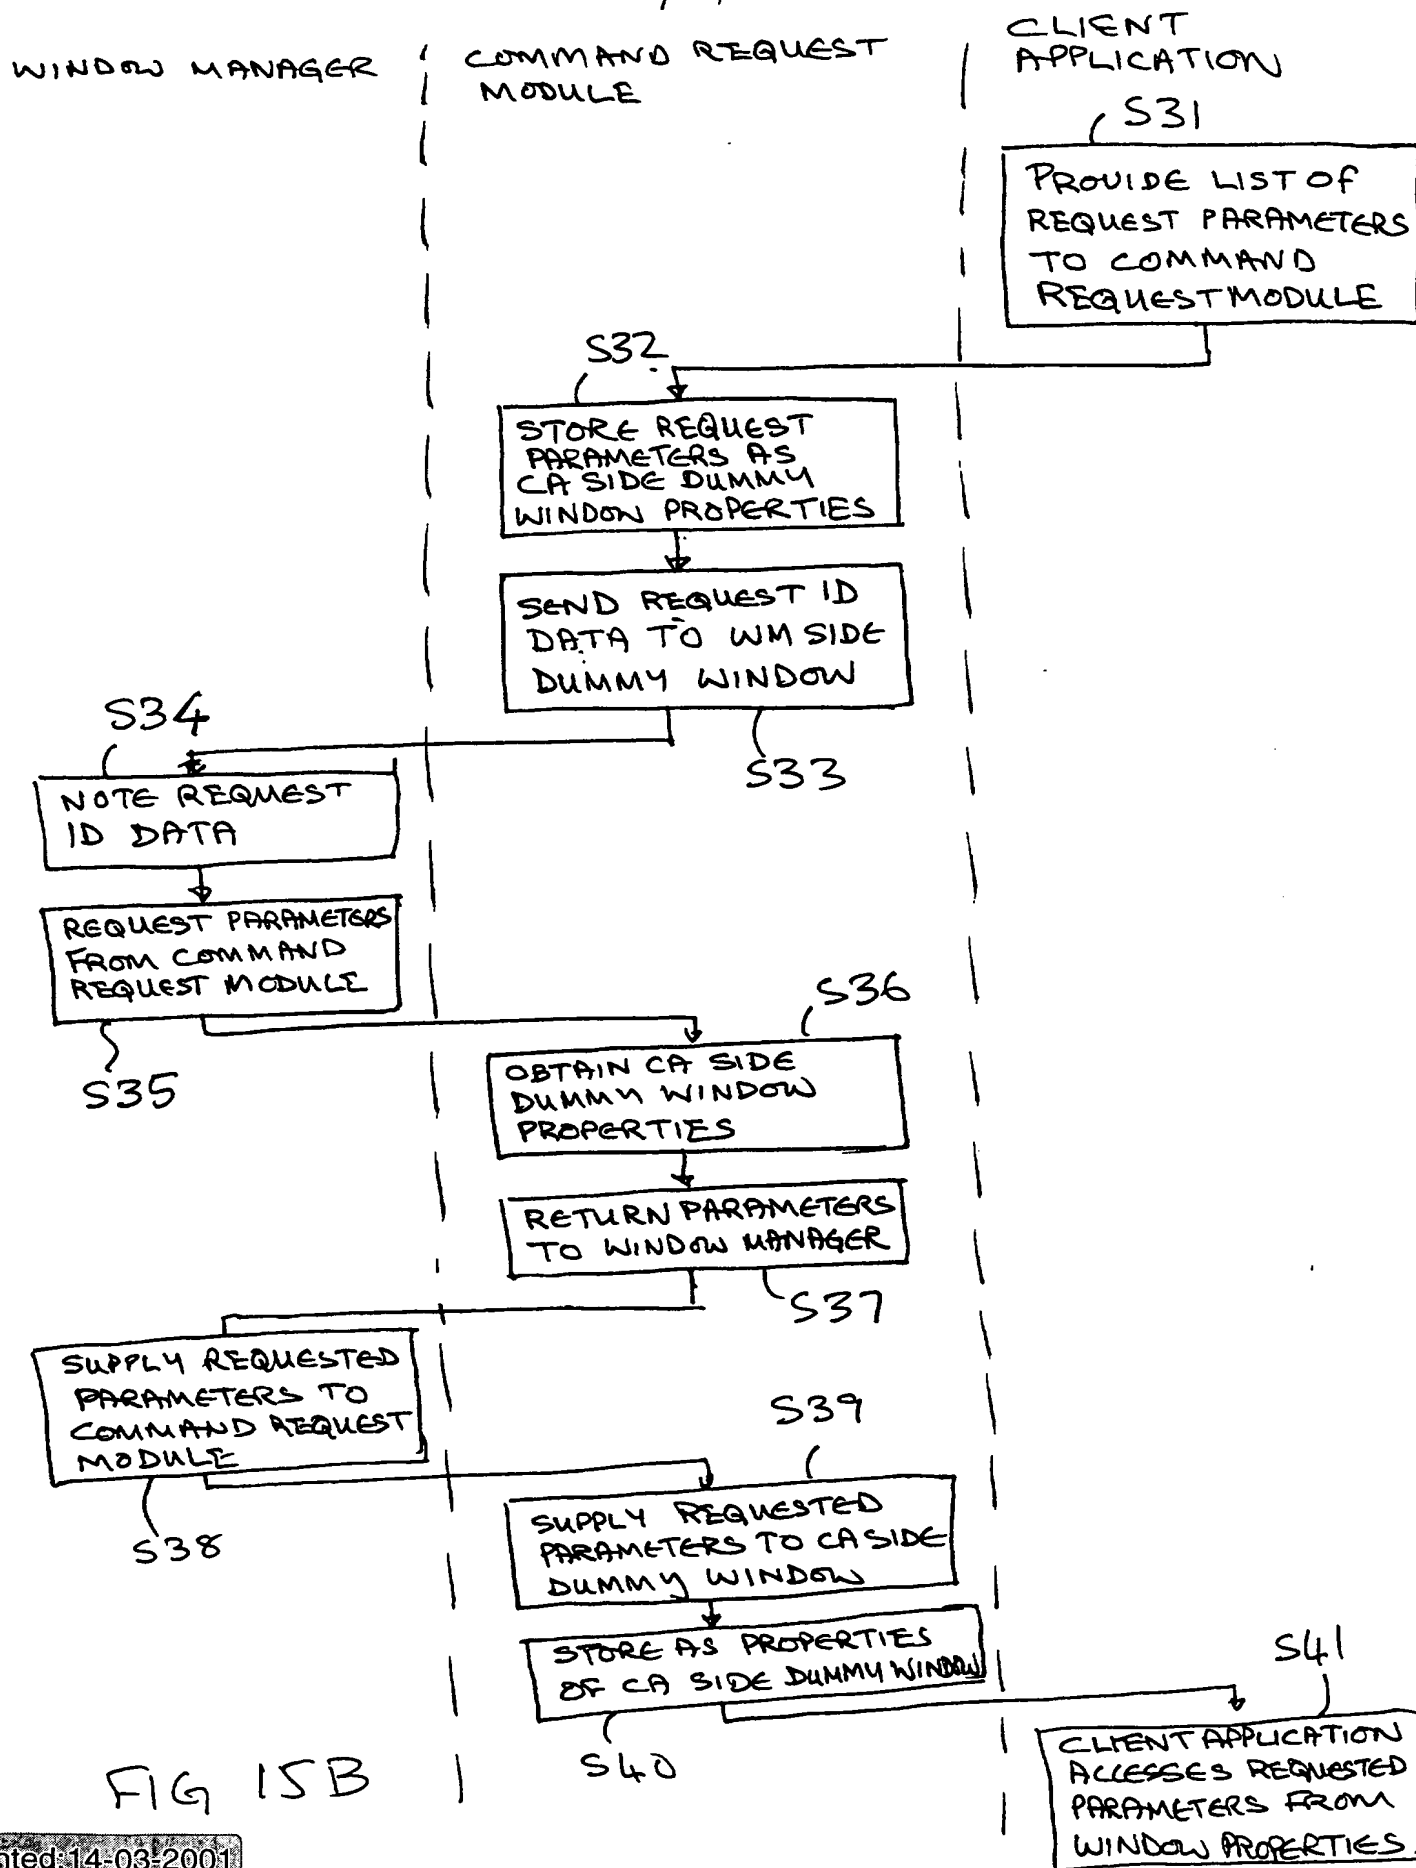 WINDOW MANAGER
COMMAND REQUEST
MODULE
CLIENT
APPLICATION
S31
PROVIDE LIST OF
REQUEST PARAMETERS
TO COMMAND
REQUEST MODULE
S32
STORE REQUEST
PARAMETERS AS
CA SIDE DUMMY
WINDOW PROPERTIES
SEND REQUEST ID
DATA TO WM SIDE
DUMMY WINDOW
S33
S34
NOTE REQUEST
ID DATA
REQUEST PARAMETERS
FROM COMMAND
REQUEST MODULE
S35
S36
OBTAIN CA SIDE
DUMMY WINDOW
PROPERTIES
RETURN PARAMETERS
TO WINDOW MANAGER
S37
SUPPLY REQUESTED
PARAMETERS TO
COMMAND REQUEST
MODULE
S38
S39
SUPPLY REQUESTED
PARAMETERS TO CA SIDE
DUMMY WINDOW
STORE AS PROPERTIES
OF CA SIDE DUMMY WINDOW
S40
S41
CLIENT APPLICATION
ACCESSES REQUESTED
PARAMETERS FROM
WINDOW PROPERTIES
FIG 15B
nted:14-03-2001